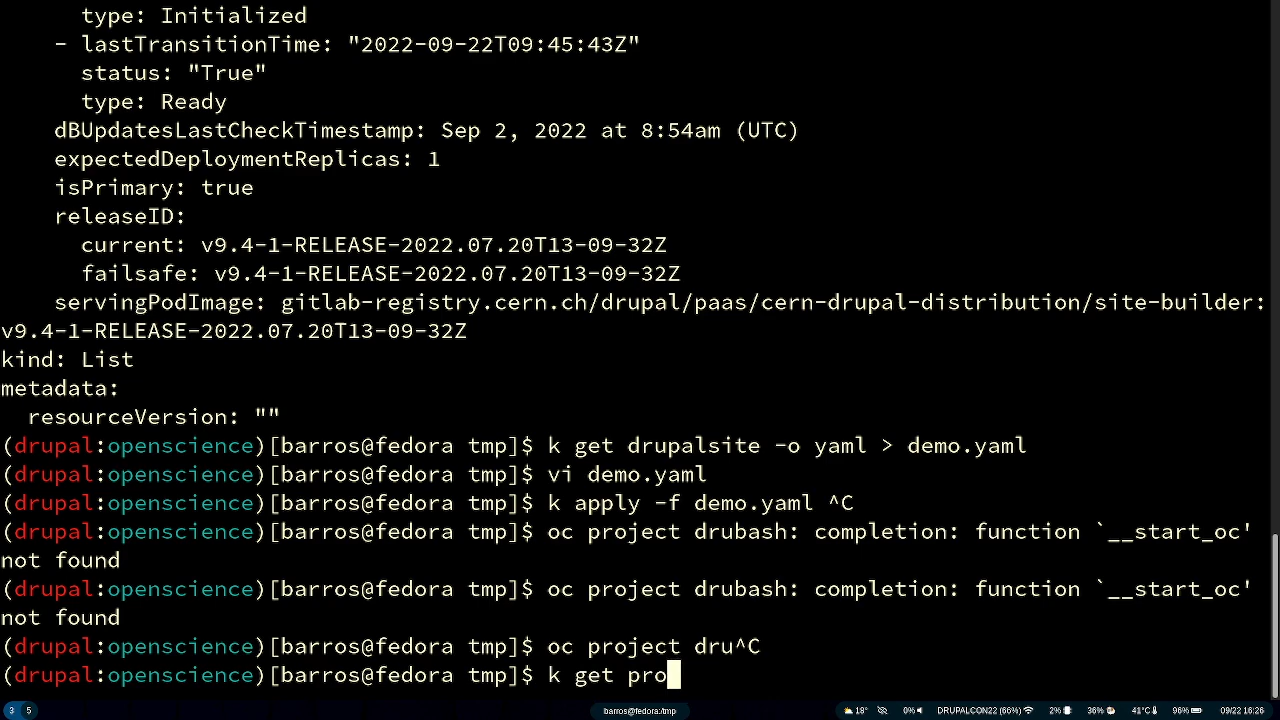 type: Initialized
    - lastTransitionTime: "2022-09-22T09:45:43Z"
      status: "True"
      type: Ready
    dBUpdatesLastCheckTimestamp: Sep 2, 2022 at 8:54am (UTC)
    expectedDeploymentReplicas: 1
    isPrimary: true
    releaseID:
      current: v9.4-1-RELEASE-2022.07.20T13-09-32Z
      failsafe: v9.4-1-RELEASE-2022.07.20T13-09-32Z
    servingPodImage: gitlab-registry.cern.ch/drupal/paas/cern-drupal-distribution/site-builder:
v9.4-1-RELEASE-2022.07.20T13-09-32Z
kind: List
metadata:
  resourceVersion: ""
(drupal:openscience)[barros@fedora tmp]$ k get drupalsite -o yaml > demo.yaml
(drupal:openscience)[barros@fedora tmp]$ vi demo.yaml
(drupal:openscience)[barros@fedora tmp]$ k apply -f demo.yaml ^C
(drupal:openscience)[barros@fedora tmp]$ oc project drubash: completion: function `__start_oc'
not found
(drupal:openscience)[barros@fedora tmp]$ oc project drubash: completion: function `__start_oc'
not found
(drupal:openscience)[barros@fedora tmp]$ oc project dru^C
(drupal:openscience)[barros@fedora tmp]$ k get pro
3 5 barros@fedora:/tmp 18° 0% DRUPALCON22 (66%) 2% 36% 41°C 96% 09/22 16:26